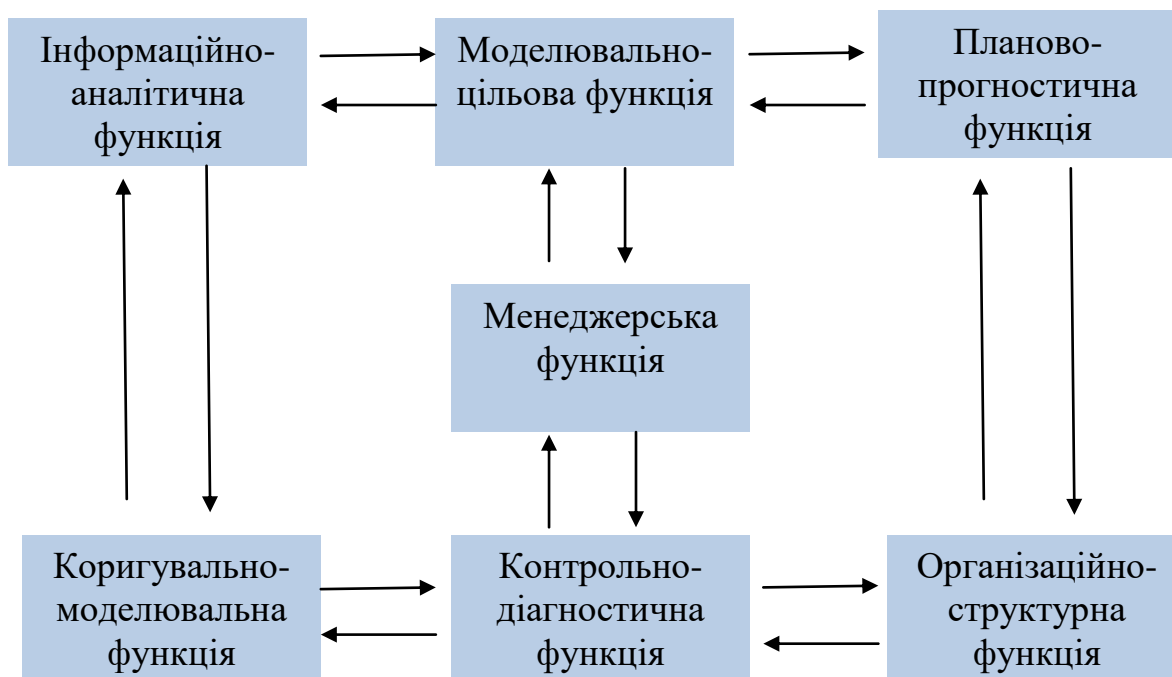 Інформаційно-
аналітична
функція
Моделювально-
цільова функція
Планово-
прогностична
функція
Менеджерська
функція
Коригувально-
моделювальна
функція
Контрольно-
діагностична
функція
Організаційно-
структурна
функція